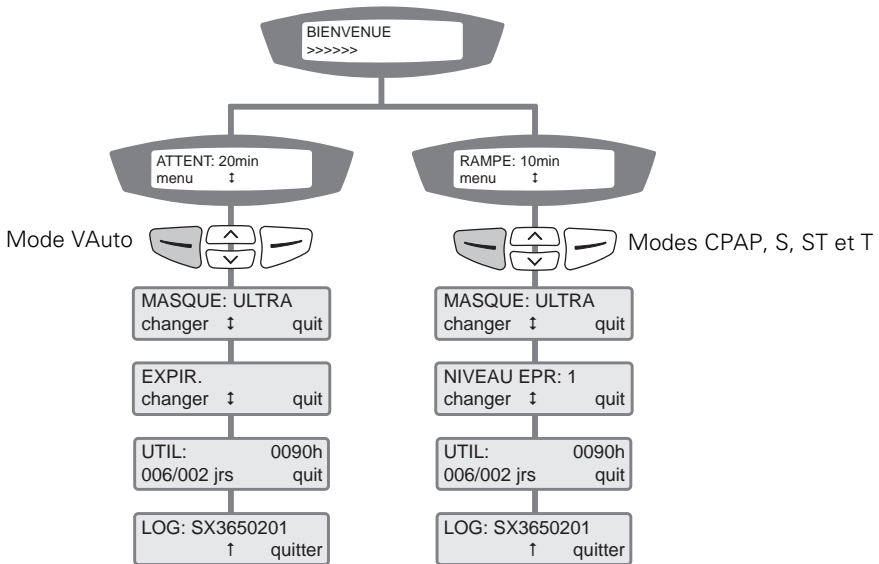 BIENVENUE
>>>>>>
ATTENT: 20min
menu ↕
RAMPE: 10min
menu ↕
Mode VAuto
Modes CPAP, S, ST et T
MASQUE: ULTRA
changer ↕ quit
EXPIR.
changer ↕ quit
UTIL: 0090h
006/002 jrs quit
LOG: SX3650201
↑ quitter
MASQUE: ULTRA
changer ↕ quit
NIVEAU EPR: 1
changer ↕ quit
UTIL: 0090h
006/002 jrs quit
LOG: SX3650201
↑ quitter